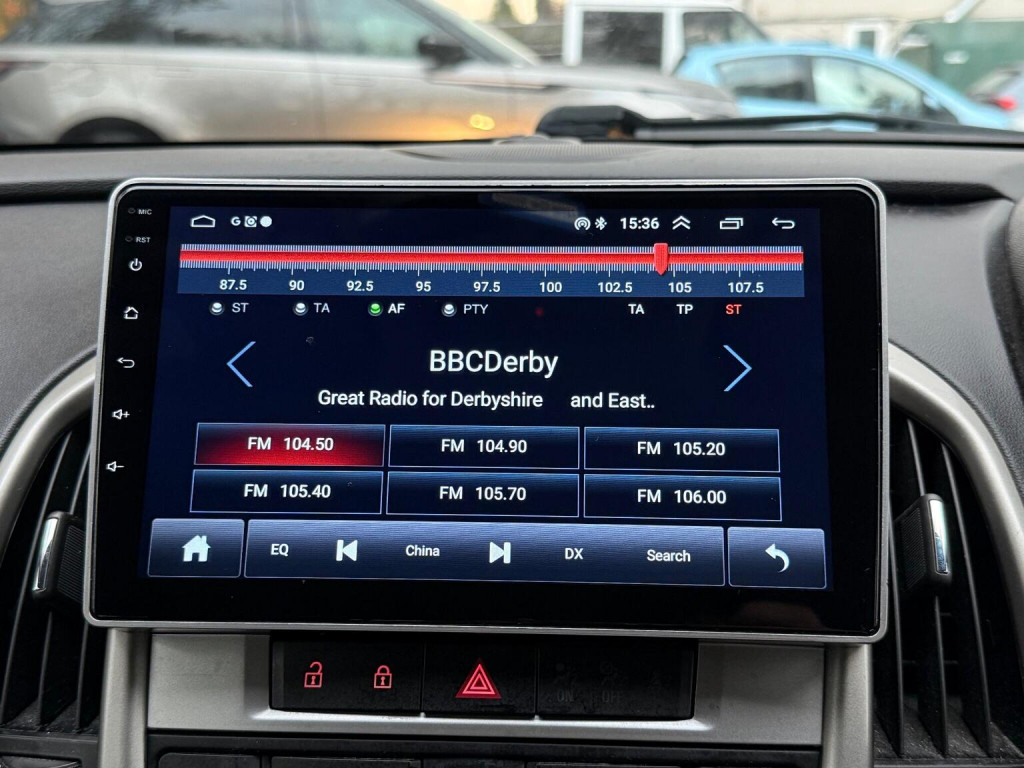 MIC
G 15:36
RST
87.5 90 92.5 95 97.5 100 102.5 105 107.5
ST TA AF PTY TA TP ST
BBCDerby
Great Radio for Derbyshire and East..
FM 104.50 FM 104.90 FM 105.20
FM 105.40 FM 105.70 FM 106.00
EQ China DX Search
ON OFF